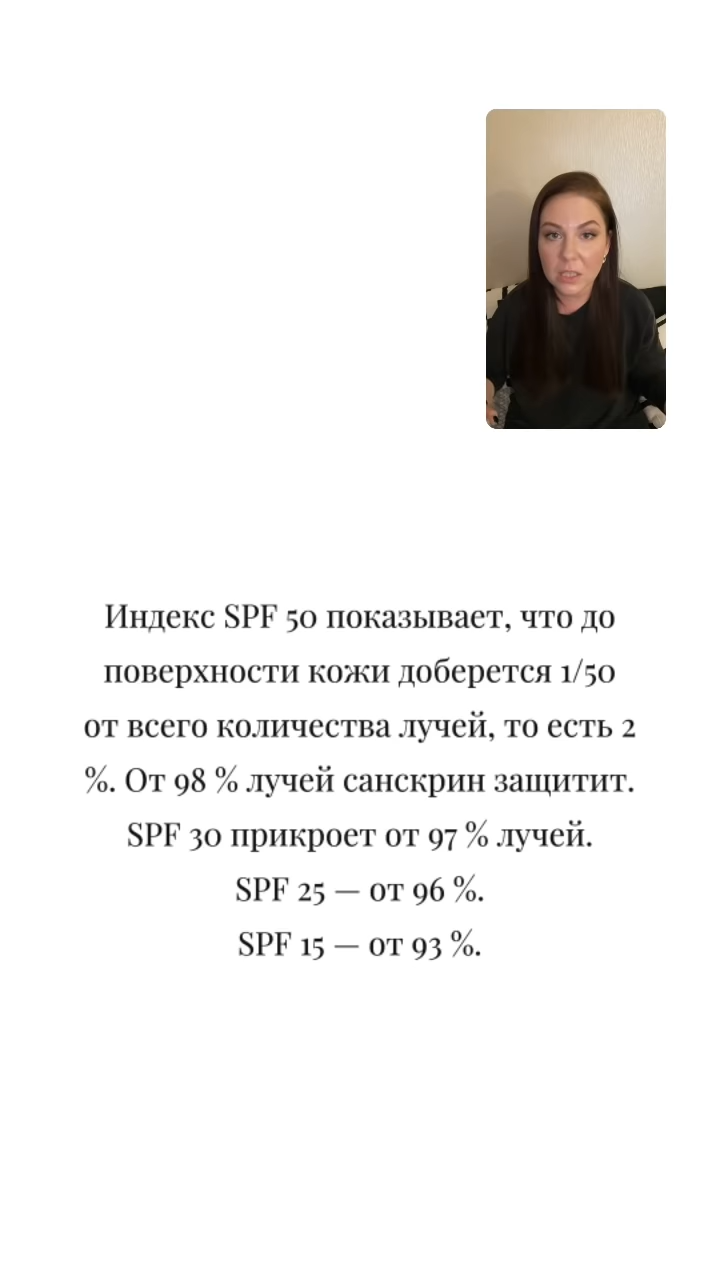 Индекс SPF 50 показывает, что до
поверхности кожи доберется 1/50
от всего количества лучей, то есть 2
%. От 98 % лучей санскрин защитит.
SPF 30 прикроет от 97 % лучей.
SPF 25 — от 96 %.
SPF 15 — от 93 %.